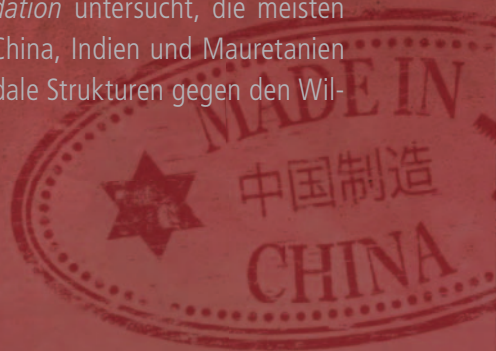 dation untersucht, die meisten
China, Indien und Mauretanien
dale Strukturen gegen den Wil-
MADE IN
中国制造
CHINA